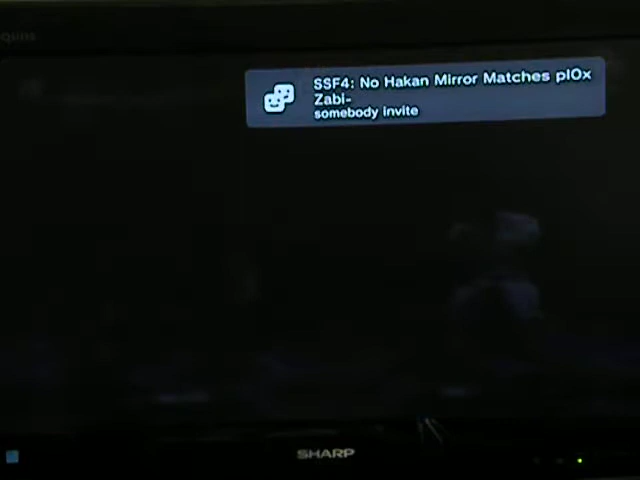 SSF4: No Hakan Mirror Matches pl0x
Zabi-
somebody invite
SHARP